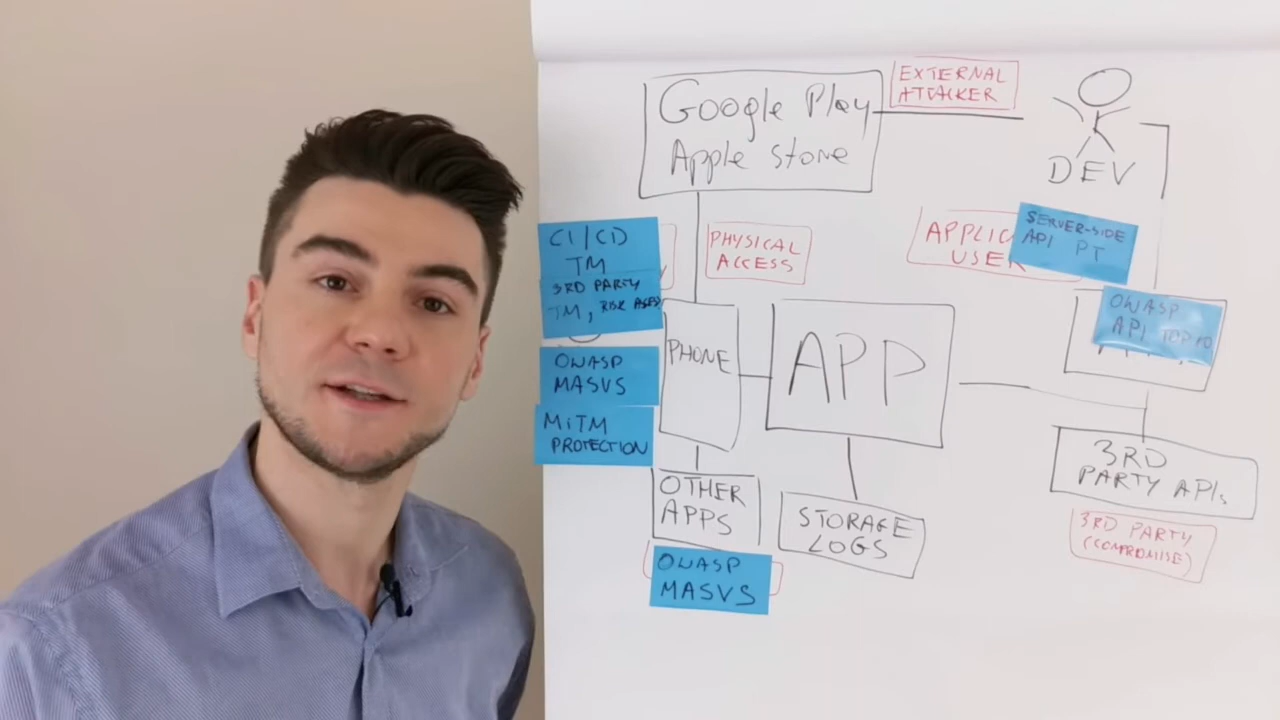 Google Play
Apple Store
EXTERNAL
ATTACKER
DEV
CI/CD
TM
3RD PARTY
TM, RISK ASSES
PHYSICAL
ACCESS
APPLIC
USER
SERVER-SIDE
API PT
OWASP
API TOP 10
OWASP
MASVS
MiTM
PROTECTION
PHONE
APP
3RD
PARTY APIs
OTHER
APPS
STORAGE
LOGS
3RD PARTY
(COMPROMISE)
OWASP
MASVS